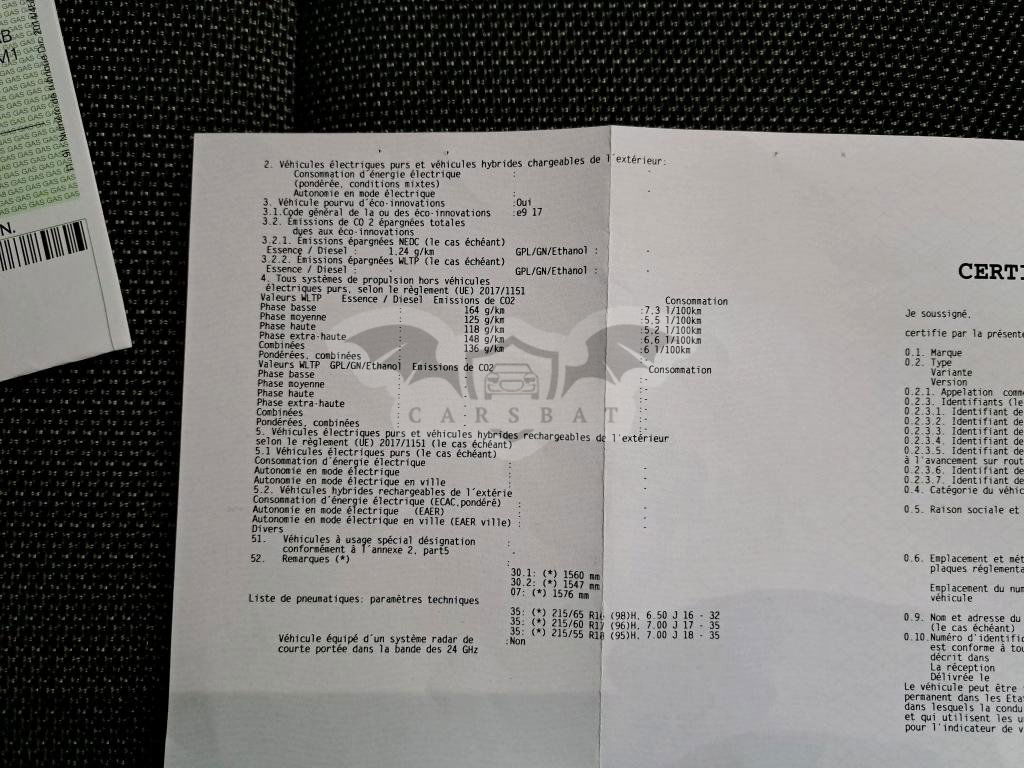 2. Véhicules électriques purs et véhicules hybrides chargeables de l'extérieur:
Consommation d'énergie électrique :
(pondérée, conditions mixtes)
Autonomie en mode électrique :
3. Véhicule pourvu d'éco-innovations :Oui
3.1.Code général de la ou des éco-innovations :e9 17
3.2. Emissions de CO 2 épargnées totales
dues aux éco-innovations
3.2.1. Emissions épargnées NEDC (le cas échéant)
Essence / Diesel : 1.24 g/km GPL/GN/Ethanol : -
3.2.2. Emissions épargnées WLTP (le cas échéant)
Essence / Diesel : - GPL/GN/Ethanol : -
4. Tous systèmes de propulsion hors véhicules
électriques purs, selon le règlement (UE) 2017/1151
Valeurs WLTP Essence / Diesel Emissions de CO2 Consommation
Phase basse : 164 g/km :7.3 l/100km
Phase moyenne : 125 g/km :5.5 l/100km
Phase haute : 118 g/km :5.2 l/100km
Phase extra-haute : 148 g/km :6.6 l/100km
Combinées : 136 g/km :6 l/100km
Pondérées, combinées :
Valeurs WLTP GPL/GN/Ethanol Emissions de CO2 Consommation
Phase basse : :-
Phase moyenne : :-
Phase haute : :-
Phase extra-haute : :-
Combinées : :-
Pondérées, combinées : :-
CARSBAT
5. Véhicules électriques purs et véhicules hybrides rechargeables de l'extérieur
selon le règlement (UE) 2017/1151 (le cas échéant)
5.1 Véhicules électriques purs (le cas échéant)
Consommation d'énergie électrique :
Autonomie en mode électrique : -
Autonomie en mode électrique en ville : -
5.2. Véhicules hybrides rechargeables de l'extérie
Consommation d'énergie électrique (ECAC,pondéré) : -
Autonomie en mode électrique (EAER) : -
Autonomie en mode électrique en ville (EAER ville) : -
Divers
51. Véhicules à usage spécial désignation :
conformément à l'annexe 2, part5 -
52. Remarques (*) :
30.1: (*) 1560 mm
30.2: (*) 1547 mm
07: (*) 1576 mm
Liste de pneumatiques: paramètres techniques
35: (*) 215/65 R16 (98)H, 6.50 J 16 - 32
35: (*) 215/60 R17 (96)H, 7.00 J 17 - 35
35: (*) 215/55 R18 (95)H, 7.00 J 18 - 35
Véhicule équipé d'un système radar de :Non
courte portée dans la bande des 24 GHz
CERTI
Je soussigné,
certifie par la présente
0.1. Marque
0.2. Type
Variante
Version
0.2.1. Appelation comme
0.2.3. Identifiants (le
0.2.3.1. Identifiant de
0.2.3.2. Identifiant de
0.2.3.3. Identifiant de
0.2.3.4. Identifiant de
0.2.3.5. Identifiant de
à l'avancement sur rout
0.2.3.6. Identifiant de
0.2.3.7. Identifiant de
0.4. Catégorie du véhic
0.5. Raison sociale et
0.6. Emplacement et mét
plaques réglementa
Emplacement du num
véhicule
0.9. Nom et adresse du
(le cas échéant)
0.10.Numéro d'identific
est conforme à tou
décrit dans
La réception
Délivrée le
Le véhicule peut être
permanent dans les Etat
dans lesquels la condu
et qui utilisent les u
pour l'indicateur de v